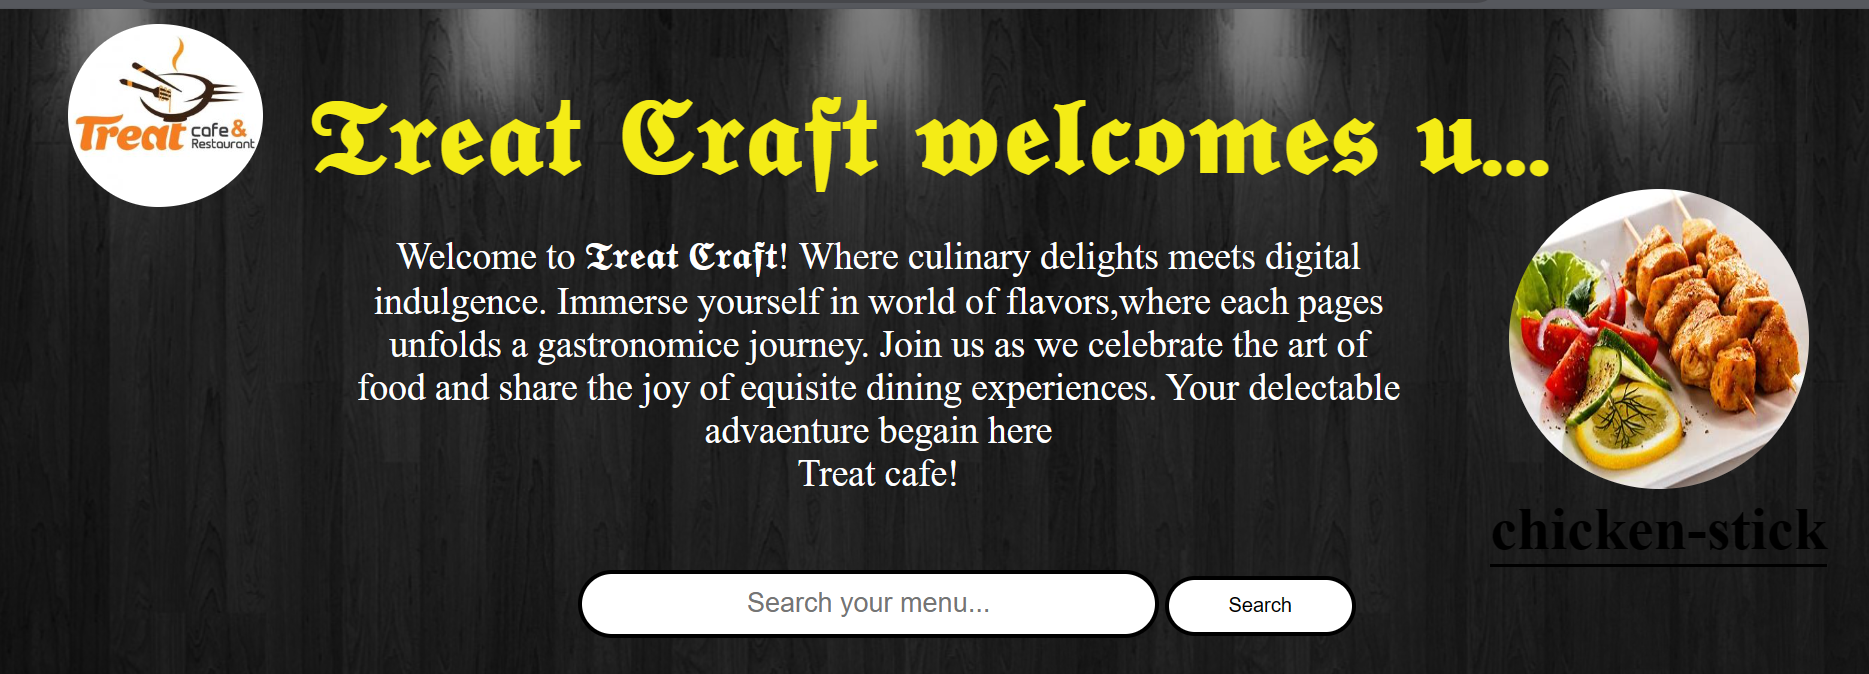 Treat cafe &
Restaurant
Treat Craft welcomes u...
Welcome to Treat Craft! Where culinary delights meets digital
indulgence. Immerse yourself in world of flavors,where each pages
unfolds a gastronomice journey. Join us as we celebrate the art of
food and share the joy of equisite dining experiences. Your delectable
advaenture begain here
Treat cafe!
chicken-stick
Search your menu...
Search